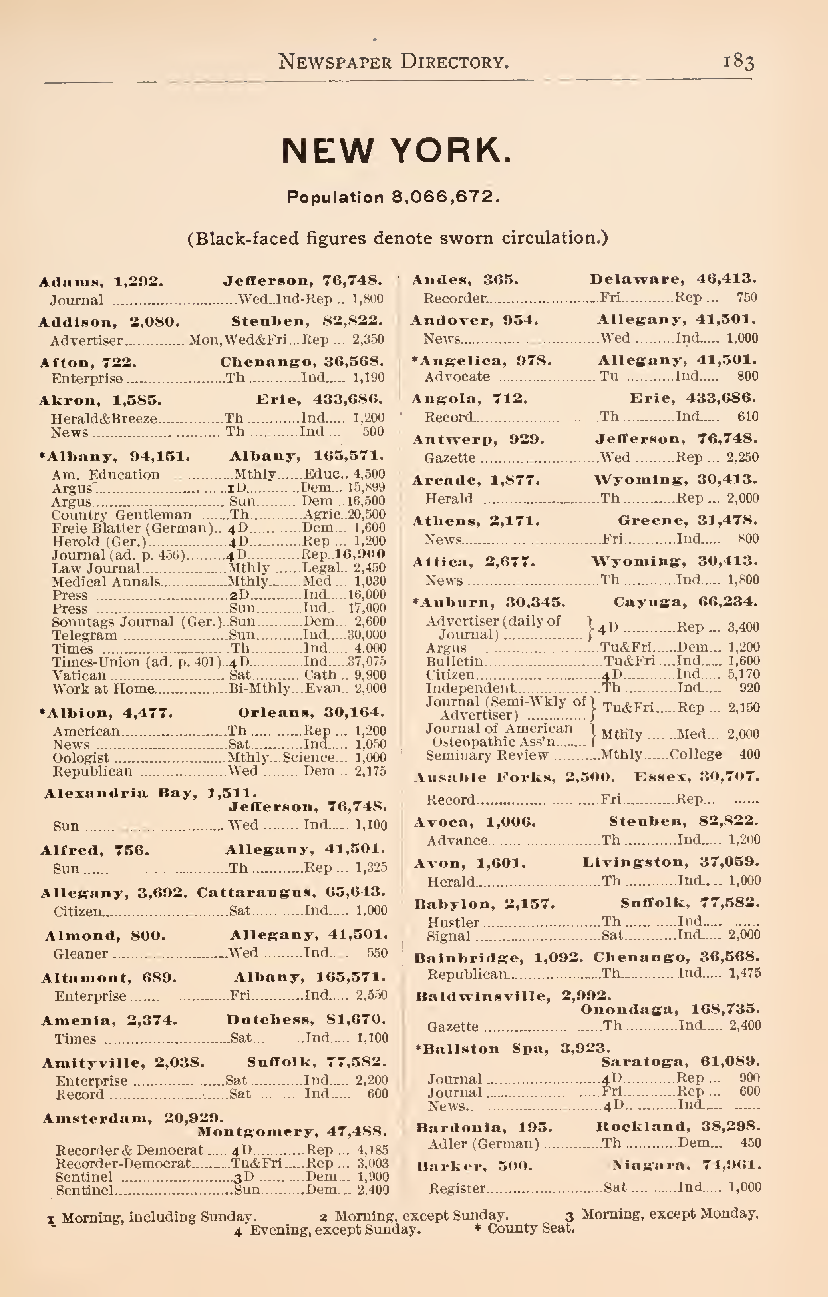 NEWSPAPER DIRECTORY. 183
NEW YORK.
Population 8,066,672.
(Black-faced figures denote sworn circulation.)
Adams, 1,292. Jefferson, 76,748.
Journal Wed Ind-Rep 1,800
Addison, 2,080. Steuben, 82,822.
Advertiser Mon,Wed&Fri Rep 2,350
Afton, 722. Chenango, 36,568.
Enterprise Th Ind 1,190
Akron, 1,585. Erie, 433,686.
Herald&Breeze Th Ind 1,200
News Th Ind 500
*Albany, 94,151. Albany, 165,571.
Am. Education Mthly Educ 4,500
Argus 1D Dem 15,899
Argus Sun Dem 16,500
Country Gentleman Th Agric 20,500
Freie Blatter (German) 4D Dem 1,600
Herold (Ger.) 4D Rep 1,200
Journal (ad. p. 456) 4D Rep 16,960
Law Journal Mthly Legal 2,450
Medical Annals Mthly Med 1,030
Press 2D Ind 16,000
Press Sun Ind 17,000
Sonntags Journal (Ger.) Sun Dem 2,600
Telegram Sun Ind 30,000
Times Th Ind 4,000
Times-Union (ad. p. 401) 4D Ind 37,075
Vatican Sat Cath 9,900
Work at Home Bi-Mthly Evan 2,000
*Albion, 4,477. Orleans, 30,164.
American Th Rep 1,200
News Sat Ind 1,050
Oologist Mthly Science 1,000
Republican Wed Dem 2,175
Alexandria Bay, 1,511.
Jefferson, 76,748.
Sun Wed Ind 1,100
Alfred, 756. Allegany, 41,501.
Sun Th Rep 1,325
Allegany, 3,692. Cattaraugus, 65,643.
Citizen Sat Ind 1,000
Almond, 800. Allegany, 41,501.
Gleaner Wed Ind 550
Altamont, 689. Albany, 165,571.
Enterprise Fri Ind 2,550
Amenia, 2,374. Dutchess, 81,670.
Times Sat Ind 1,100
Amityville, 2,038. Suffolk, 77,582.
Enterprise Sat Ind 2,200
Record Sat Ind 600
Amsterdam, 20,929.
Montgomery, 47,488.
Recorder & Democrat 4D Rep 4,185
Recorder-Democrat Tu&Fri Rep 3,003
Sentinel 3D Dem 1,900
Sentinel Sun Dem 2,400
Andes, 365. Delaware, 46,413.
Recorder Fri Rep 750
Andover, 954. Allegany, 41,501.
News Wed Ind 1,000
*Angelica, 978. Allegany, 41,501.
Advocate Tu Ind 800
Angola, 712. Erie, 433,686.
Record Th Ind 610
Antwerp, 929. Jefferson, 76,748.
Gazette Wed Rep 2,250
Arcade, 1,877. Wyoming, 30,413.
Herald Th Rep 2,000
Athens, 2,171. Greene, 31,478.
News Fri Ind 800
Attica, 2,677. Wyoming, 30,413.
News Th Ind 1,800
*Auburn, 30,345. Cayuga, 66,234.
Advertiser (daily of
Journal) 4D Rep 3,400
Argus Tu&Fri Dem 1,200
Bulletin Tu&Fri Ind 1,600
Citizen 4D Ind 5,170
Independent Th Ind 920
Journal (Semi-Wkly of
Advertiser) Tu&Fri Rep 2,150
Journal of American
Osteopathic Ass'n Mthly Med 2,000
Seminary Review Mthly College 400
Ausable Forks, 2,500. Essex, 30,707.
Record Fri Rep
Avoca, 1,006. Steuben, 82,822.
Advance Th Ind 1,200
Avon, 1,601. Livingston, 37,059.
Herald Th Ind 1,000
Babylon, 2,157. Suffolk, 77,582.
Hustler Th Ind
Signal Sat Ind 2,000
Bainbridge, 1,092. Chenango, 36,568.
Republican Th Ind 1,475
Baldwinsville, 2,992.
Onondaga, 168,735.
Gazette Th Ind 2,400
*Ballston Spa, 3,923.
Saratoga, 61,089.
Journal 4D Rep 900
Journal Fri Rep 600
News 4D Ind
Bardonia, 195. Rockland, 38,298.
Adler (German) Th Dem 450
Barker, 500. Niagara, 74,961.
Register Sat Ind 1,000
1 Morning, including Sunday. 2 Morning, except Sunday. 3 Morning, except Monday.
4 Evening, except Sunday. * County Seat.